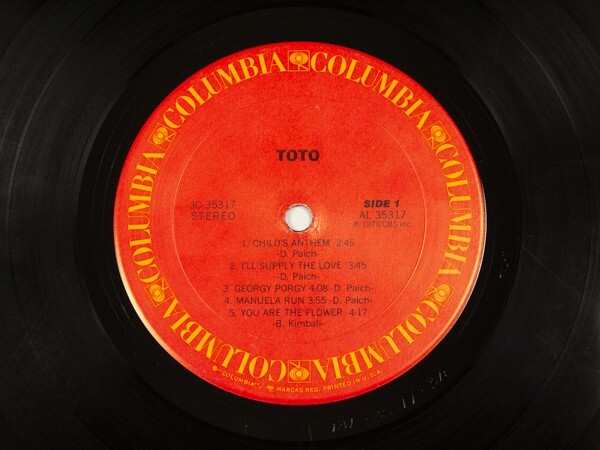 COLUMBIA COLUMBIA COLUMBIA COLUMBIA COLUMBIA COLUMBIA COLUMBIA COLUMBIA
TOTO
JC 35317
STEREO
SIDE 1
AL 35317
℗ 1978 CBS Inc.
1. CHILD'S ANTHEM 2:45
-D. Paich-
2. I'LL SUPPLY THE LOVE 3:45
-D. Paich-
3. GEORGY PORGY 4:08 -D. Paich-
4. MANUELA RUN 3:55 -D. Paich-
5. YOU ARE THE FLOWER 4:17
-B. Kimball-
"COLUMBIA", MARCAS REG. PRINTED IN U.S.A.